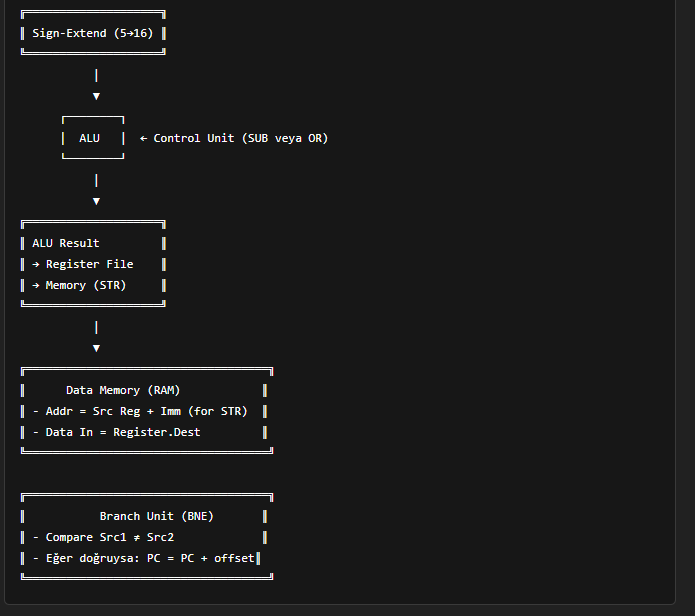 Sign-Extend (5→16)
ALU ← Control Unit (SUB veya OR)
ALU Result
→ Register File
→ Memory (STR)
Data Memory (RAM)
- Addr = Src Reg + Imm (for STR)
- Data In = Register.Dest
Branch Unit (BNE)
- Compare Src1 ≠ Src2
- Eğer doğruysa: PC = PC + offset